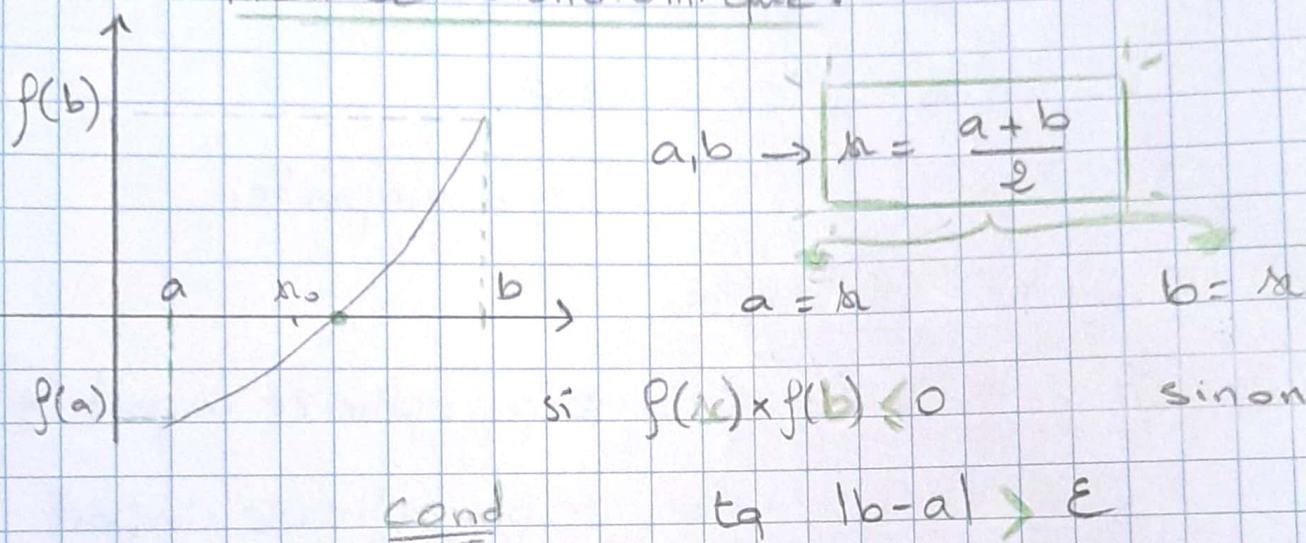 f(b)
a,b → x = (a + b)/2
a x₀ b
a = x b = x
f(a)
si f(x)×f(b) < 0 sinon
cond tq |b-a| > ε